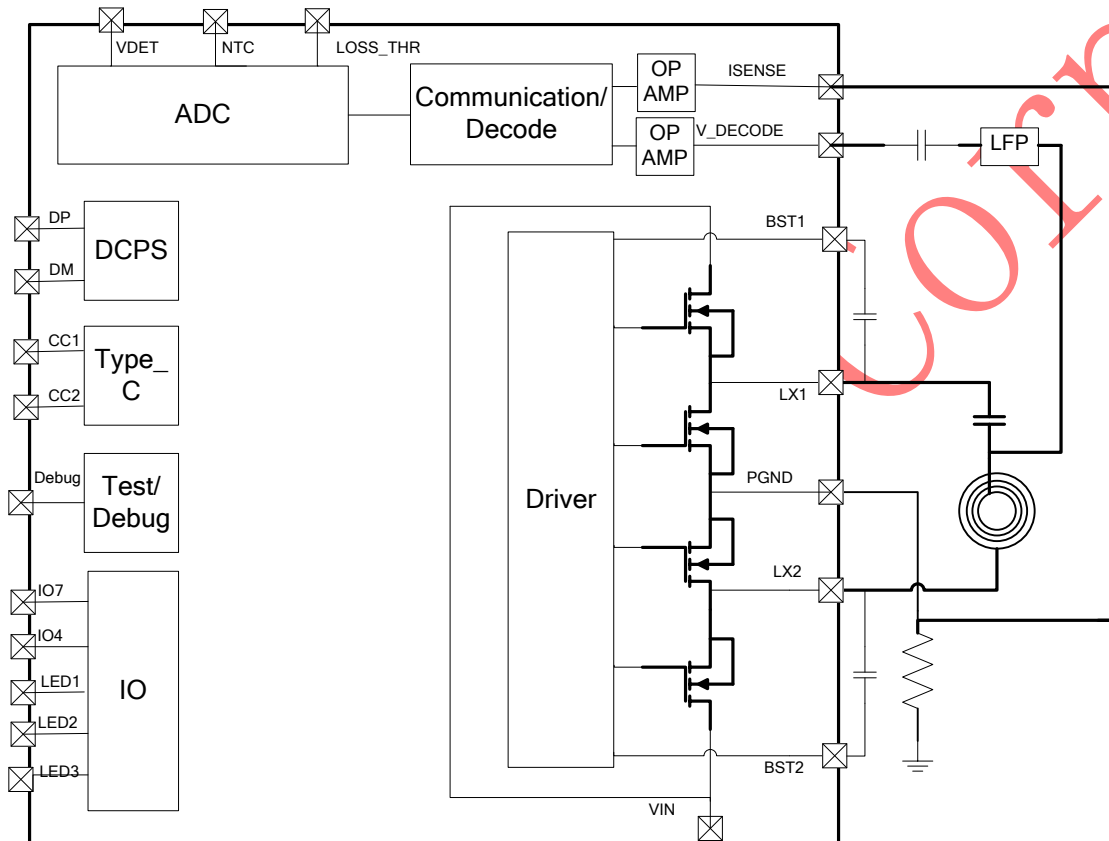 VDET
NTC
LOSS_THR
ADC
Communication/
Decode
OP
AMP
ISENSE
OP
AMP
V_DECODE
LFP
DP
DM
DCPS
BST1
CC1
CC2
Type_
C
LX1
Debug
Test/
Debug
Driver
PGND
LX2
IO7
IO4
LED1
LED2
LED3
IO
BST2
VIN